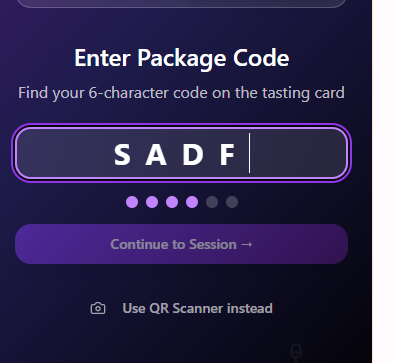 Enter Package Code
Find your 6-character code on the tasting card
SADF
Continue to Session →
Use QR Scanner instead